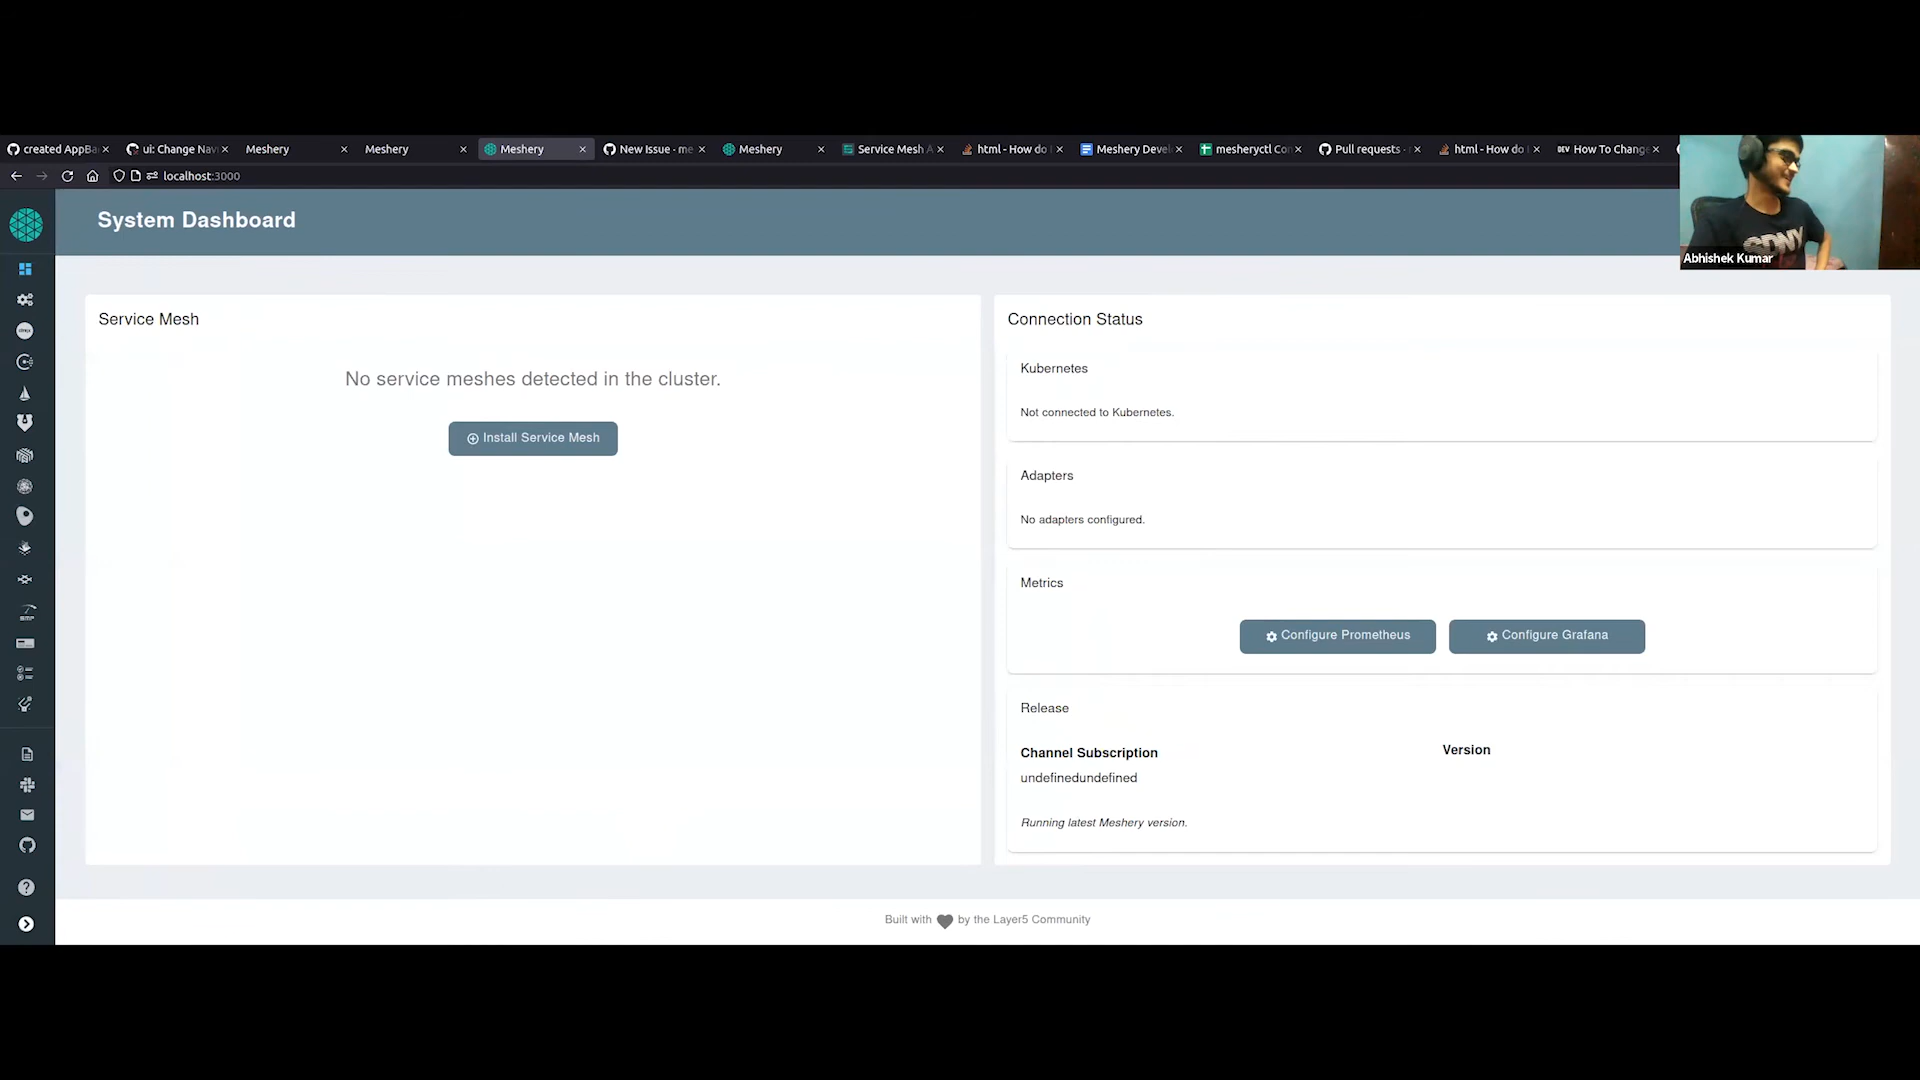 created AppBa
ui: Change Navi
Meshery
Meshery
Meshery
New Issue · me
Meshery
Service Mesh A
html - How do I
Meshery Devel
mesheryctl Com
Pull requests ·
html - How do I
DEV How To Change
localhost:3000
System Dashboard
Abhishek Kumar
Service Mesh
No service meshes detected in the cluster.
Install Service Mesh
Connection Status
Kubernetes
Not connected to Kubernetes.
Adapters
No adapters configured.
Metrics
Configure Prometheus
Configure Grafana
Release
Channel Subscription
Version
undefinedundefined
Running latest Meshery version.
Built with by the Layer5 Community